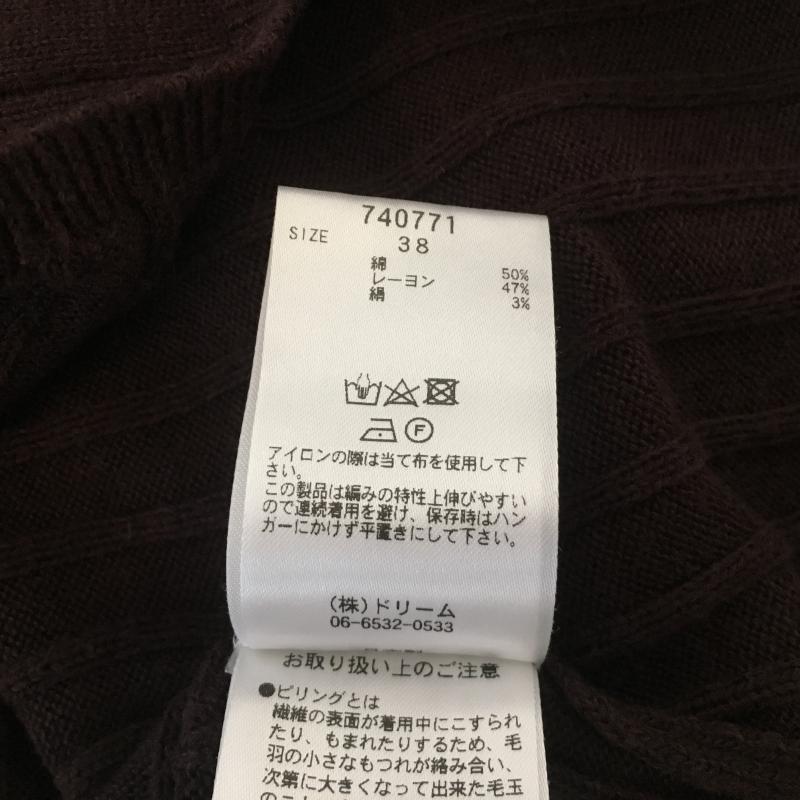 740771
SIZE 38
綿 50%
レーヨン 47%
絹 3%
F
アイロンの際は当て布を使用して下
さい。
この製品は編みの特性上伸びやすい
ので連続着用を避け、保存時はハン
ガーにかけず平置きにして下さい。
(株)ドリーム
06-6532-0533
お取り扱い上のご注意
●ピリングとは
繊維の表面が着用中にこすられ
たり、もまれたりするため、毛
羽の小さなもつれが絡み合い、
次第に大きくなって出来た毛玉